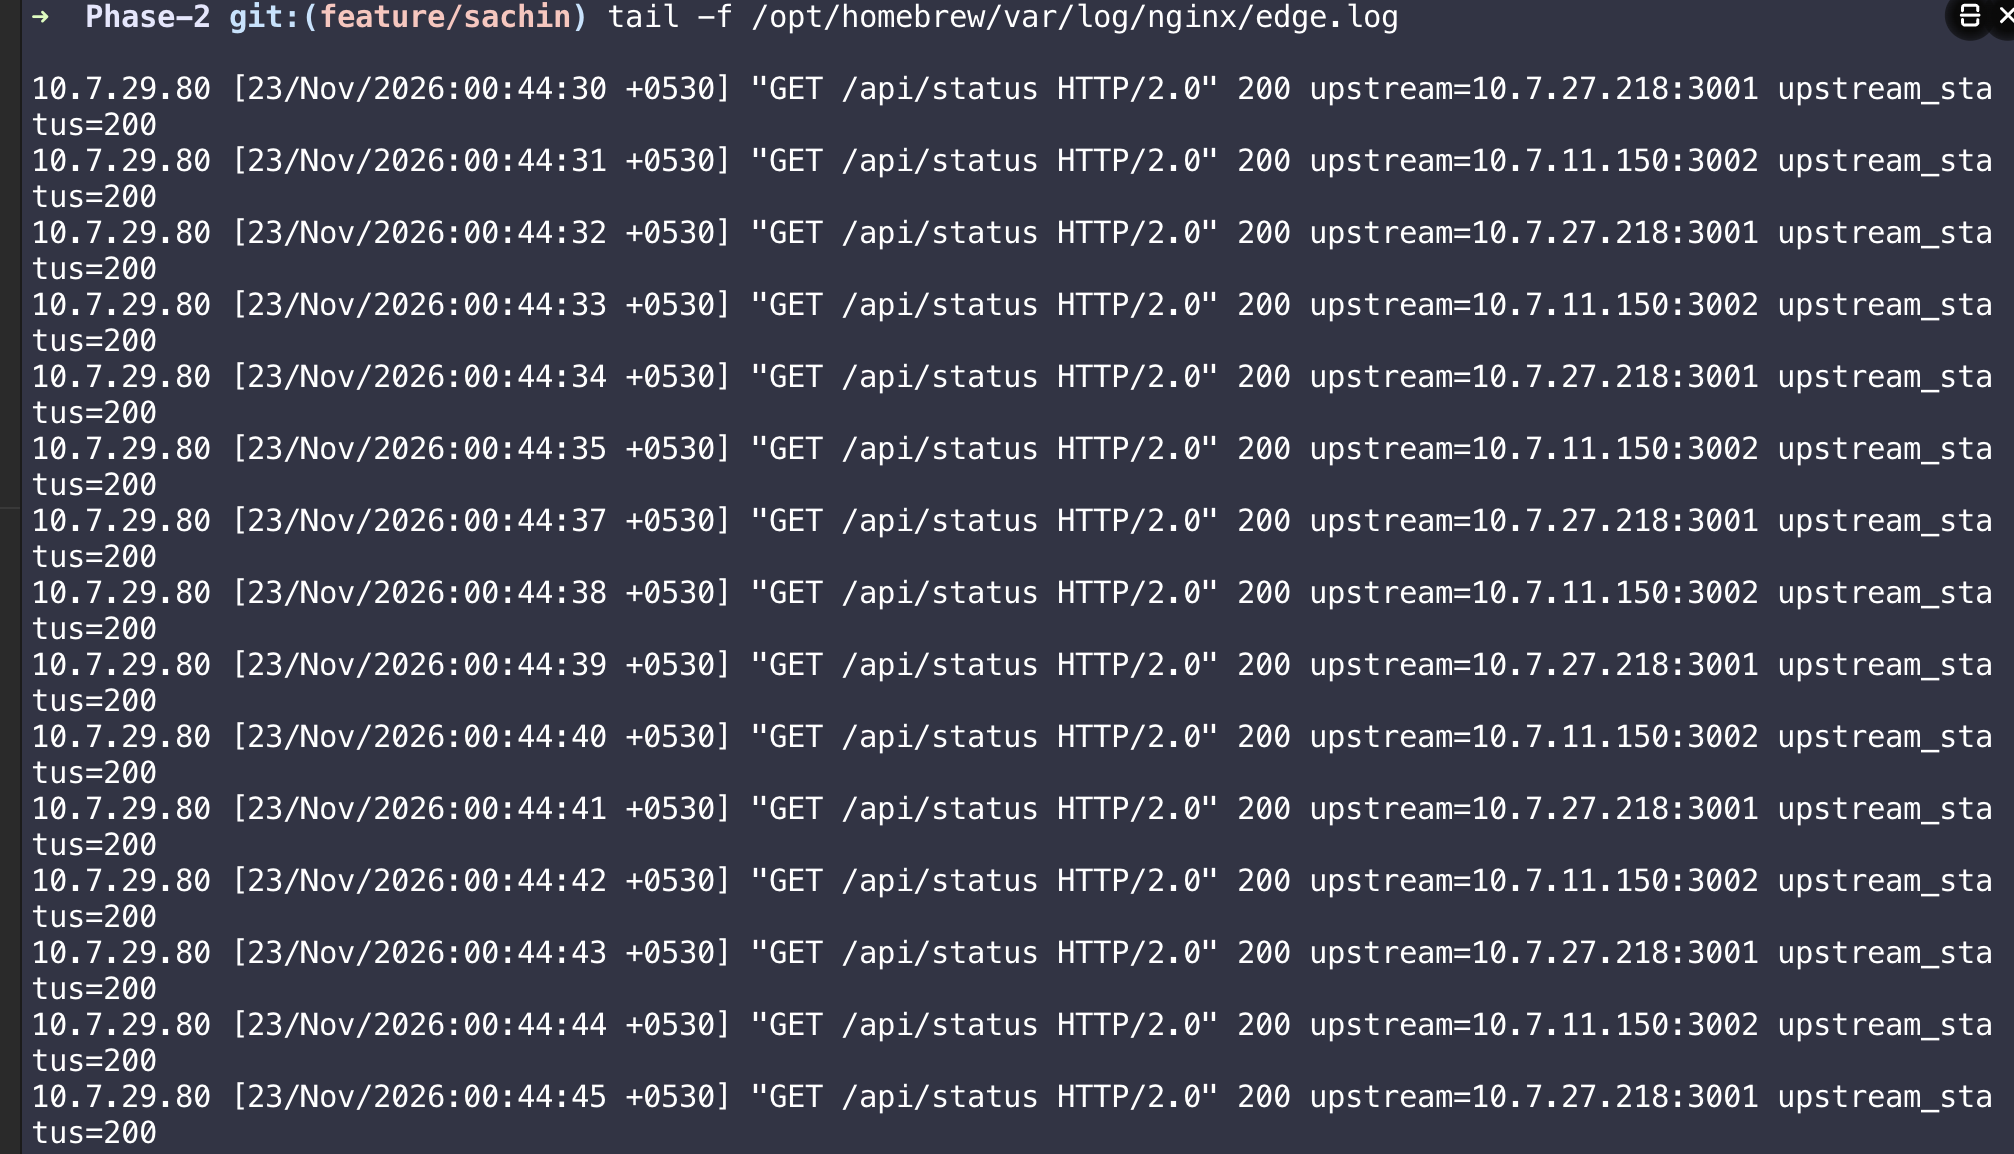 ➜  Phase-2 git:(feature/sachin) tail -f /opt/homebrew/var/log/nginx/edge.log
10.7.29.80 [23/Nov/2026:00:44:30 +0530] "GET /api/status HTTP/2.0" 200 upstream=10.7.27.218:3001 upstream_sta
tus=200
10.7.29.80 [23/Nov/2026:00:44:31 +0530] "GET /api/status HTTP/2.0" 200 upstream=10.7.11.150:3002 upstream_sta
tus=200
10.7.29.80 [23/Nov/2026:00:44:32 +0530] "GET /api/status HTTP/2.0" 200 upstream=10.7.27.218:3001 upstream_sta
tus=200
10.7.29.80 [23/Nov/2026:00:44:33 +0530] "GET /api/status HTTP/2.0" 200 upstream=10.7.11.150:3002 upstream_sta
tus=200
10.7.29.80 [23/Nov/2026:00:44:34 +0530] "GET /api/status HTTP/2.0" 200 upstream=10.7.27.218:3001 upstream_sta
tus=200
10.7.29.80 [23/Nov/2026:00:44:35 +0530] "GET /api/status HTTP/2.0" 200 upstream=10.7.11.150:3002 upstream_sta
tus=200
10.7.29.80 [23/Nov/2026:00:44:37 +0530] "GET /api/status HTTP/2.0" 200 upstream=10.7.27.218:3001 upstream_sta
tus=200
10.7.29.80 [23/Nov/2026:00:44:38 +0530] "GET /api/status HTTP/2.0" 200 upstream=10.7.11.150:3002 upstream_sta
tus=200
10.7.29.80 [23/Nov/2026:00:44:39 +0530] "GET /api/status HTTP/2.0" 200 upstream=10.7.27.218:3001 upstream_sta
tus=200
10.7.29.80 [23/Nov/2026:00:44:40 +0530] "GET /api/status HTTP/2.0" 200 upstream=10.7.11.150:3002 upstream_sta
tus=200
10.7.29.80 [23/Nov/2026:00:44:41 +0530] "GET /api/status HTTP/2.0" 200 upstream=10.7.27.218:3001 upstream_sta
tus=200
10.7.29.80 [23/Nov/2026:00:44:42 +0530] "GET /api/status HTTP/2.0" 200 upstream=10.7.11.150:3002 upstream_sta
tus=200
10.7.29.80 [23/Nov/2026:00:44:43 +0530] "GET /api/status HTTP/2.0" 200 upstream=10.7.27.218:3001 upstream_sta
tus=200
10.7.29.80 [23/Nov/2026:00:44:44 +0530] "GET /api/status HTTP/2.0" 200 upstream=10.7.11.150:3002 upstream_sta
tus=200
10.7.29.80 [23/Nov/2026:00:44:45 +0530] "GET /api/status HTTP/2.0" 200 upstream=10.7.27.218:3001 upstream_sta
tus=200